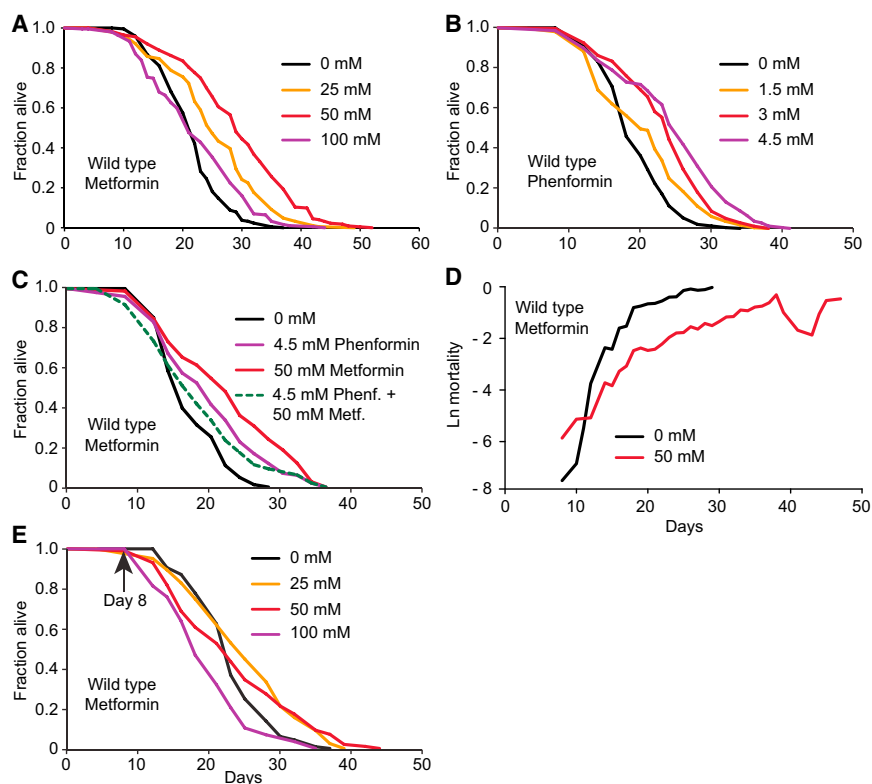 A
1.0
0.8
0.6
0.4
0.2
0
Fraction alive
0 mM
25 mM
50 mM
100 mM
Wild type
Metformin
0
10
20
30
40
50
60
B
1.0
0.8
0.6
0.4
0.2
0
Fraction alive
0 mM
1.5 mM
3 mM
4.5 mM
Wild type
Phenformin
0
10
20
30
40
50
C
1.0
0.8
0.6
0.4
0.2
0
Fraction alive
0 mM
4.5 mM Phenformin
50 mM Metformin
4.5 mM Phenf. +
50 mM Metf.
Wild type
Metformin
0
10
20
30
40
50
D
0
- 2
- 4
- 6
- 8
Ln mortality
Wild type
Metformin
0 mM
50 mM
0
10
20
30
40
50
Days
E
1.0
0.8
0.6
0.4
0.2
0
Fraction alive
Day 8
0 mM
25 mM
50 mM
100 mM
Wild type
Metformin
0
10
20
30
40
50
Days